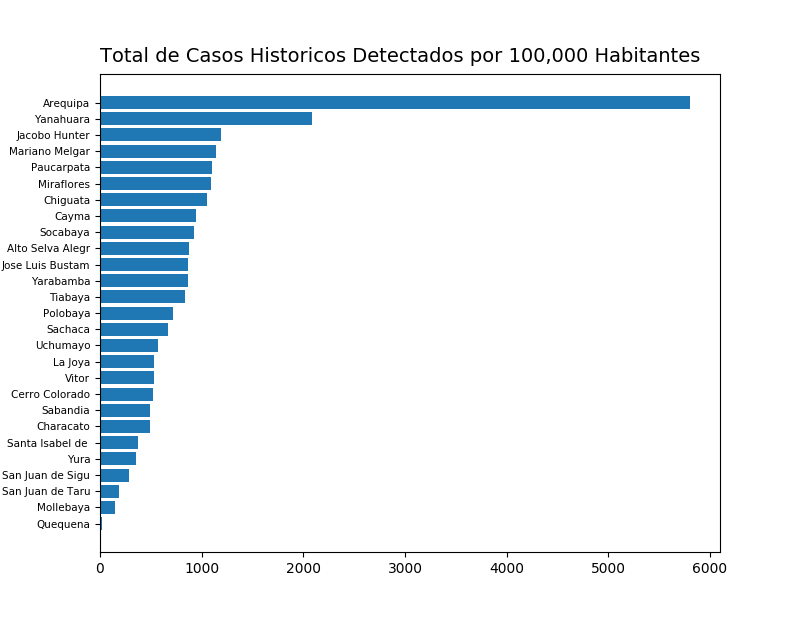 Total de Casos Historicos Detectados por 100,000 Habitantes
Arequipa
Yanahuara
Jacobo Hunter
Mariano Melgar
Paucarpata
Miraflores
Chiguata
Cayma
Socabaya
Alto Selva Alegr
Jose Luis Bustam
Yarabamba
Tiabaya
Polobaya
Sachaca
Uchumayo
La Joya
Vitor
Cerro Colorado
Sabandia
Characato
Santa Isabel de
Yura
San Juan de Sigu
San Juan de Taru
Mollebaya
Quequena
0 1000 2000 3000 4000 5000 6000